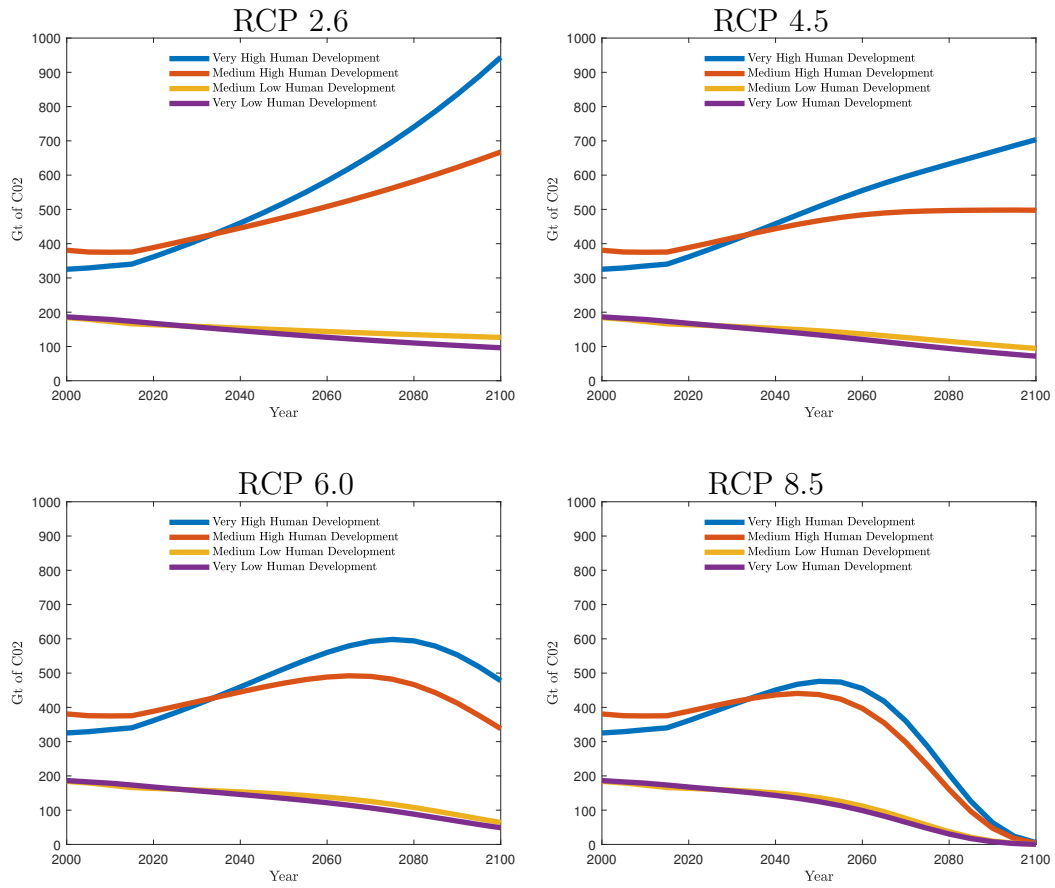 RCP 2.6
1000
900
800
700
600
500
400
300
200
100
0
Gt of C02
Very High Human Development
Medium High Human Development
Medium Low Human Development
Very Low Human Development
2000 2020 2040 2060 2080 2100
Year
RCP 4.5
1000
900
800
700
600
500
400
300
200
100
0
Gt of C02
Very High Human Development
Medium High Human Development
Medium Low Human Development
Very Low Human Development
2000 2020 2040 2060 2080 2100
Year
RCP 6.0
1000
900
800
700
600
500
400
300
200
100
0
Gt of C02
Very High Human Development
Medium High Human Development
Medium Low Human Development
Very Low Human Development
2000 2020 2040 2060 2080 2100
Year
RCP 8.5
1000
900
800
700
600
500
400
300
200
100
0
Gt of C02
Very High Human Development
Medium High Human Development
Medium Low Human Development
Very Low Human Development
2000 2020 2040 2060 2080 2100
Year